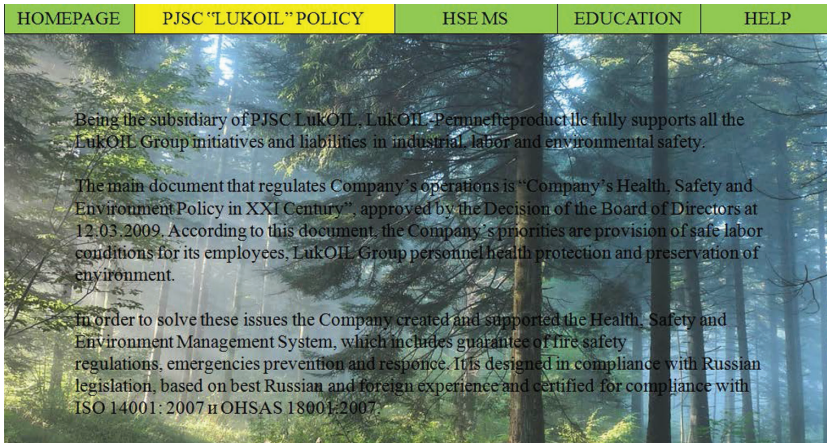 HOMEPAGE
PJSC “LUKOIL” POLICY
HSE MS
EDUCATION
HELP
Being the subsidiary of PJSC LukOIL, LukOIL-Permnefteproduct llc fully supports all the
LukOIL Group initiatives and liabilities in industrial, labor and environmental safety.
The main document that regulates Company’s operations is “Company’s Health, Safety and
Environment Policy in XXI Century”, approved by the Decision of the Board of Directors at
12.03.2009. According to this document, the Company’s priorities are provision of safe labor
conditions for its employees, LukOIL Group personnel health protection and preservation of
environment.
In order to solve these issues the Company created and supported the Health, Safety and
Environment Management System, which includes guarantee of fire safety
regulations, emergencies prevention and responce. It is designed in compliance with Russian
legislation, based on best Russian and foreign experience and certified for compliance with
ISO 14001: 2007 и OHSAS 18001:2007.